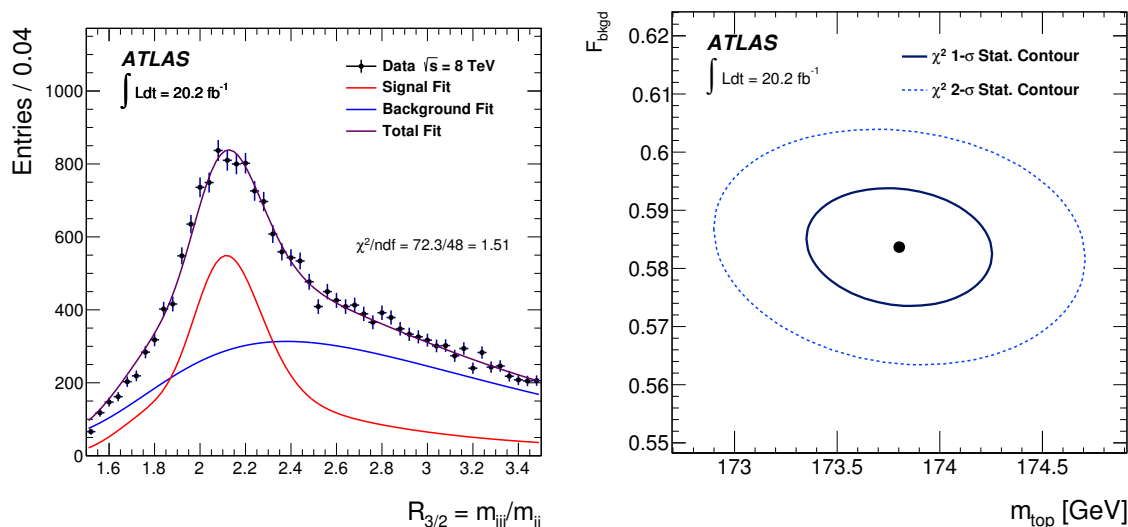 ATLAS
∫ Ldt = 20.2 fb⁻¹
Data √s = 8 TeV
Signal Fit
Background Fit
Total Fit
χ²/ndf = 72.3/48 = 1.51
Entries / 0.04
1000
800
600
400
200
0
1.6 1.8 2 2.2 2.4 2.6 2.8 3 3.2 3.4
R3/2 = mjjj/mjj
ATLAS
∫ Ldt = 20.2 fb⁻¹
χ² 1-σ Stat. Contour
χ² 2-σ Stat. Contour
Fbkgd
0.62
0.61
0.6
0.59
0.58
0.57
0.56
0.55
173 173.5 174 174.5
mtop [GeV]